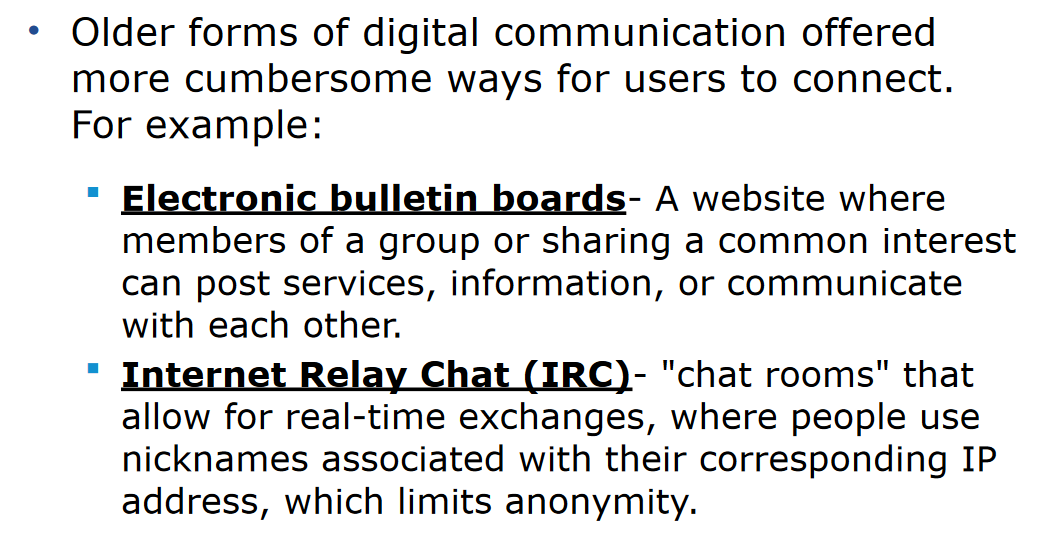 • Older forms of digital communication offered
more cumbersome ways for users to connect.
For example:
▪ Electronic bulletin boards- A website where
members of a group or sharing a common interest
can post services, information, or communicate
with each other.
▪ Internet Relay Chat (IRC)- "chat rooms" that
allow for real-time exchanges, where people use
nicknames associated with their corresponding IP
address, which limits anonymity.